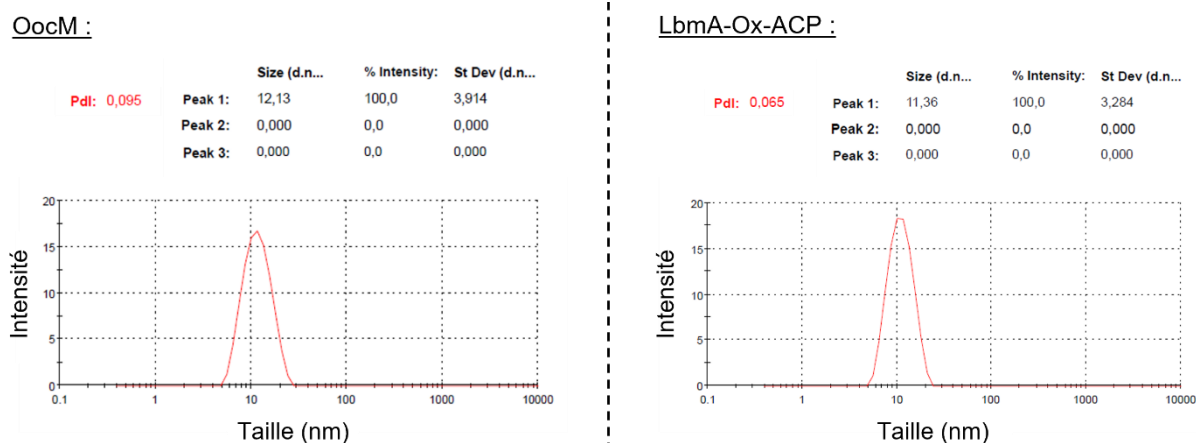 OocM :
Size (d.n... % Intensity: St Dev (d.n...
PdI: 0,095 Peak 1: 12,13 100,0 3,914
Peak 2: 0,000 0,0 0,000
Peak 3: 0,000 0,0 0,000
20
15
10
5
0
0.1 1 10 100 1000 10000
Intensité
Taille (nm)
LbmA-Ox-ACP :
Size (d.n... % Intensity: St Dev (d.n...
PdI: 0,065 Peak 1: 11,36 100,0 3,284
Peak 2: 0,000 0,0 0,000
Peak 3: 0,000 0,0 0,000
20
15
10
5
0
0.1 1 10 100 1000 10000
Intensité
Taille (nm)